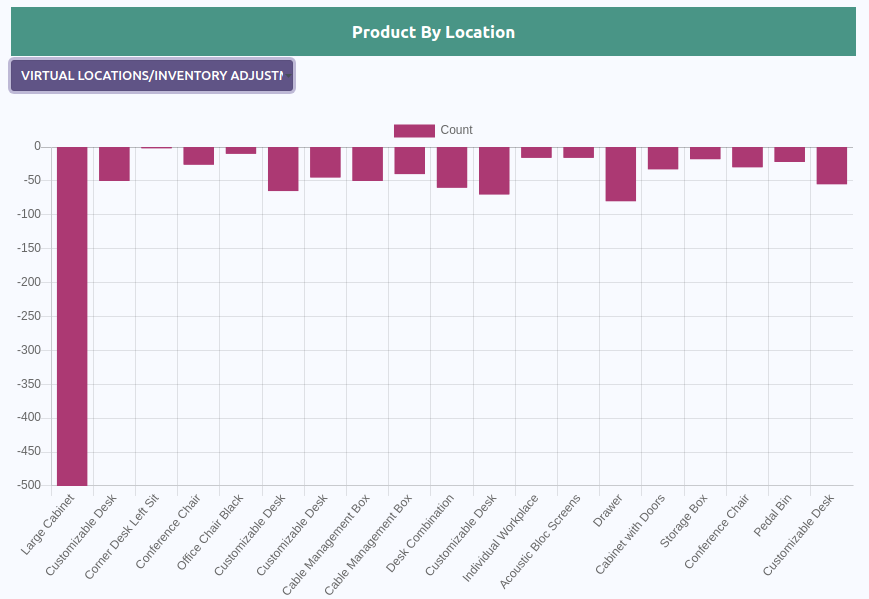 Product By Location
VIRTUAL LOCATIONS/INVENTORY ADJUSTM
Count
0
-50
-100
-150
-200
-250
-300
-350
-400
-450
-500
Large Cabinet
Customizable Desk
Corner Desk Left Sit
Conference Chair
Office Chair Black
Customizable Desk
Customizable Desk
Cable Management Box
Cable Management Box
Desk Combination
Customizable Desk
Individual Workplace
Acoustic Bloc Screens
Drawer
Cabinet with Doors
Storage Box
Conference Chair
Pedal Bin
Customizable Desk